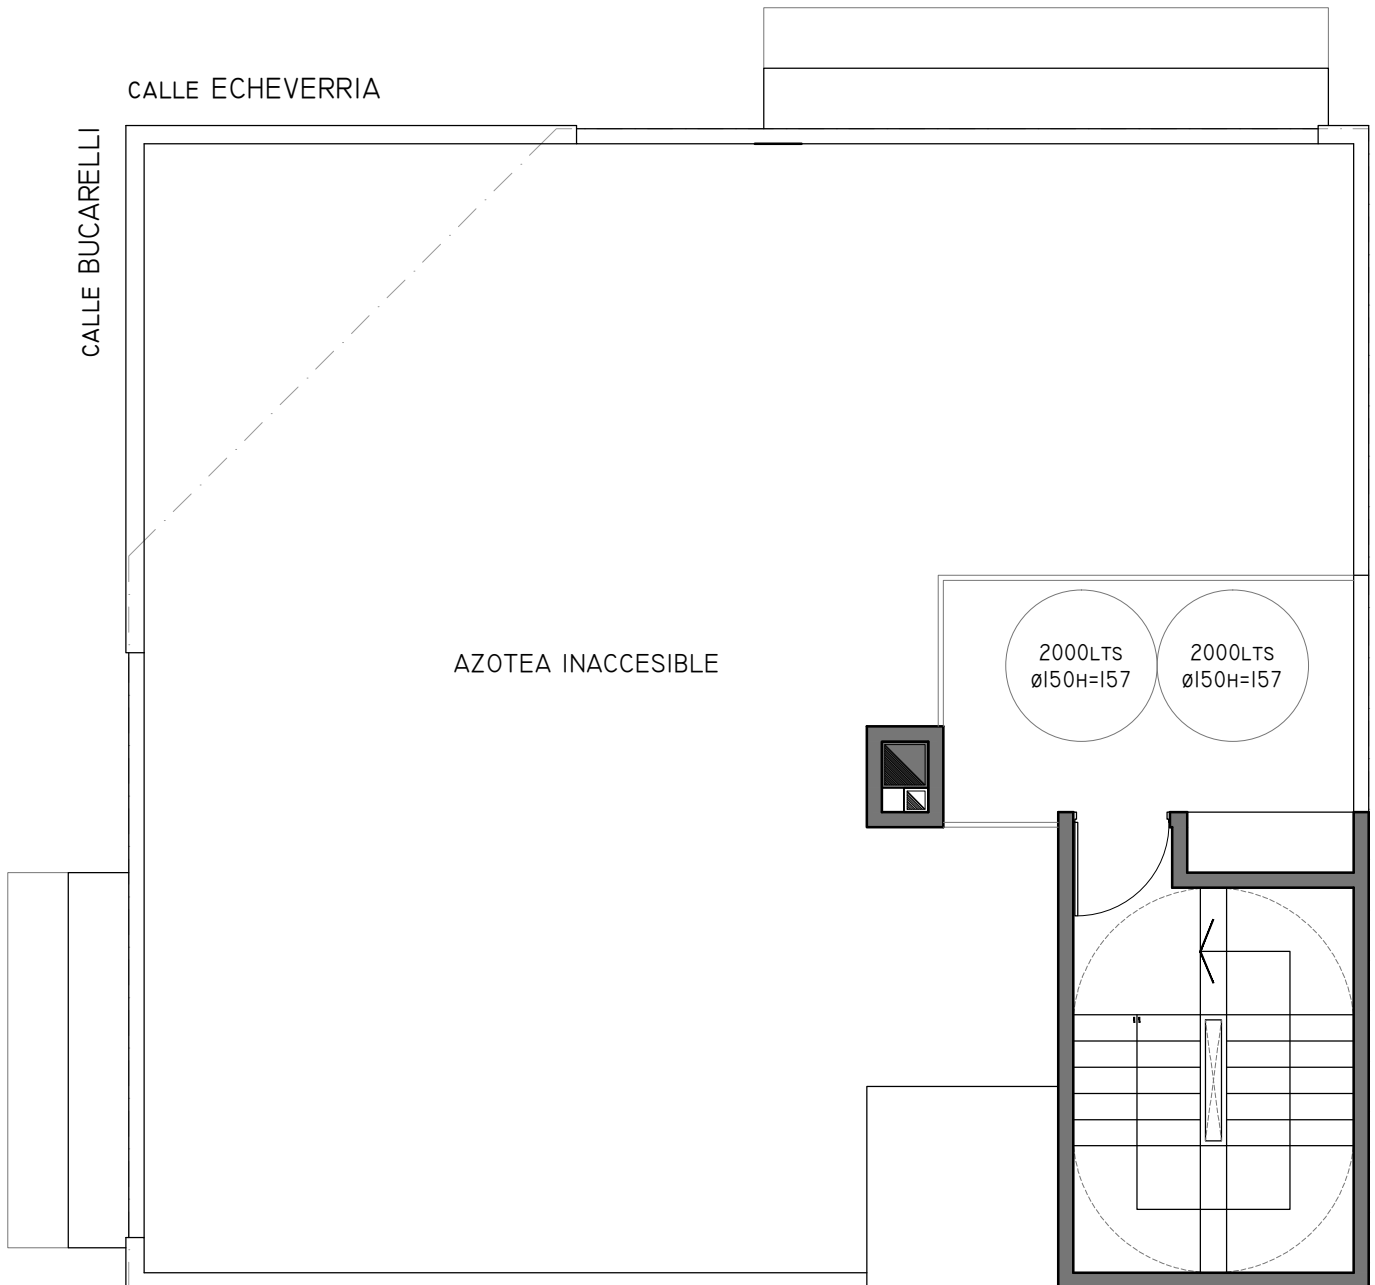 CALLE ECHEVERRIA
CALLE BUCARELLI
AZOTEA INACCESIBLE
2000LTS
Ø150H=157
2000LTS
Ø150H=157